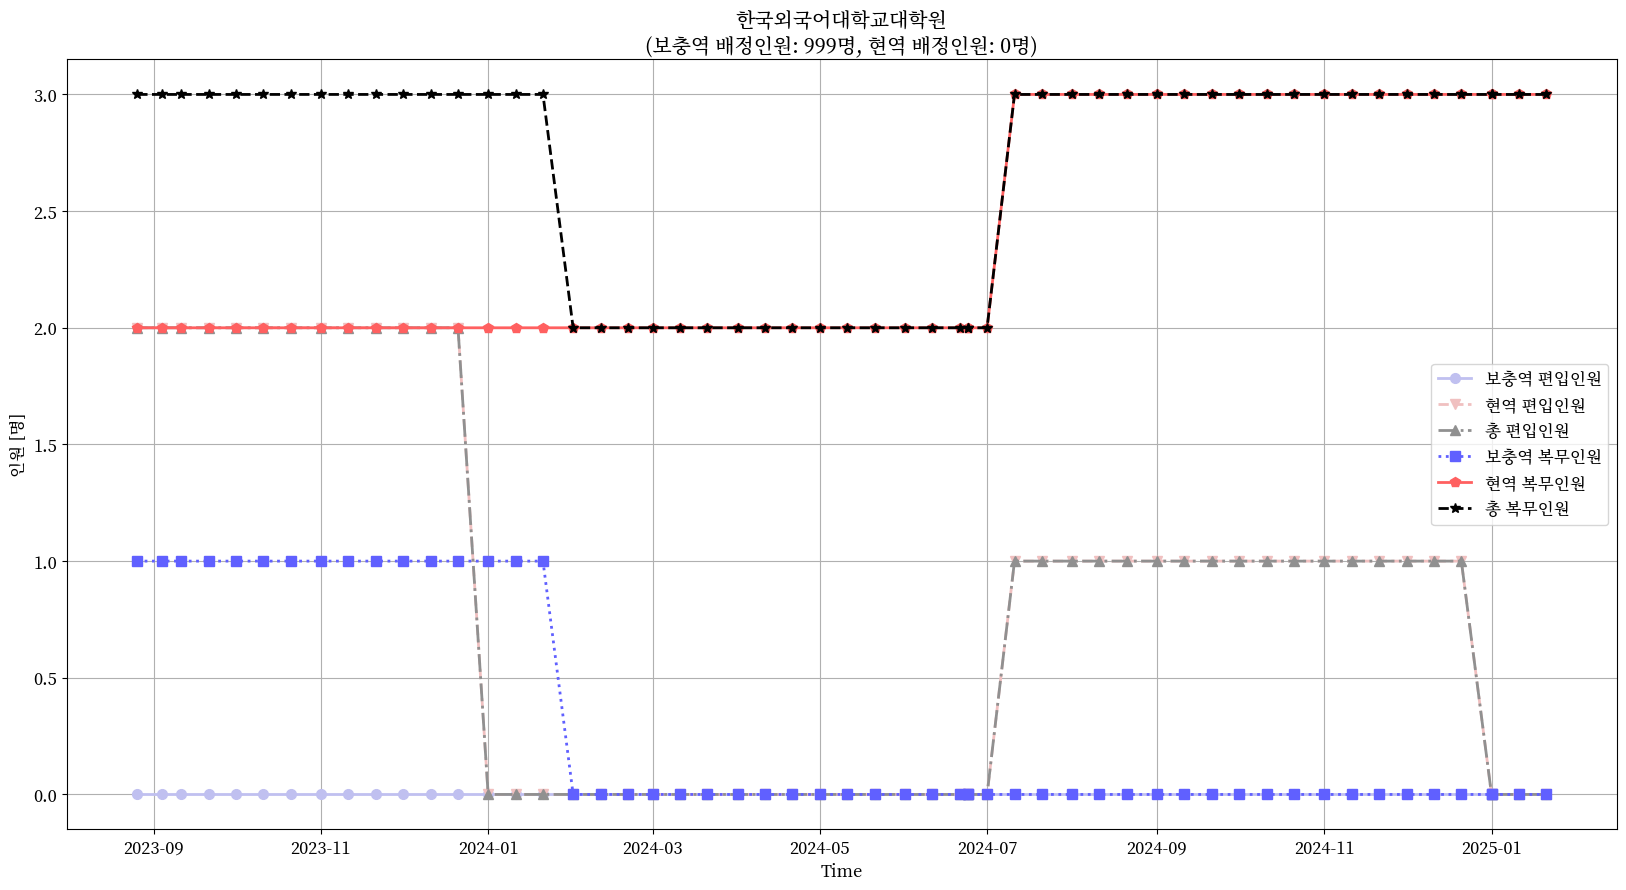 한국외국어대학교대학원
(보충역 배정인원: 999명, 현역 배정인원: 0명)
3.0
2.5
2.0
1.5
1.0
0.5
0.0
인원 [명]
보충역 편입인원
현역 편입인원
총 편입인원
보충역 복무인원
현역 복무인원
총 복무인원
2023-09 2023-11 2024-01 2024-03 2024-05 2024-07 2024-09 2024-11 2025-01
Time